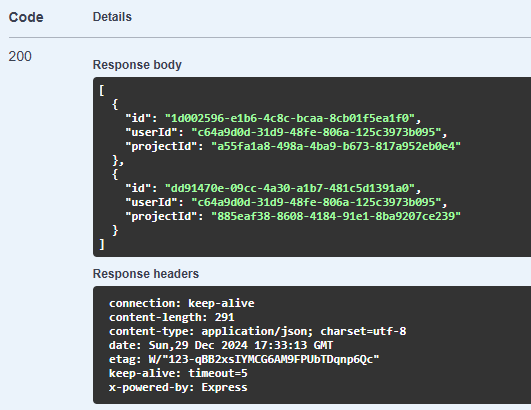 Code Details
200
Response body
[
  {
    "id": "1d002596-e1b6-4c8c-bcaa-8cb01f5ea1f0",
    "userId": "c64a9d0d-31d9-48fe-806a-125c3973b095",
    "projectId": "a55fa1a8-498a-4ba9-b673-817a952eb0e4"
  },
  {
    "id": "dd91470e-09cc-4a30-a1b7-481c5d1391a0",
    "userId": "c64a9d0d-31d9-48fe-806a-125c3973b095",
    "projectId": "885eaf38-8608-4184-91e1-8ba9207ce239"
  }
]
Response headers
connection: keep-alive
content-length: 291
content-type: application/json; charset=utf-8
date: Sun,29 Dec 2024 17:33:13 GMT
etag: W/"123-qBB2xsIYMCG6AM9FPUbTDqnp6Qc"
keep-alive: timeout=5
x-powered-by: Express